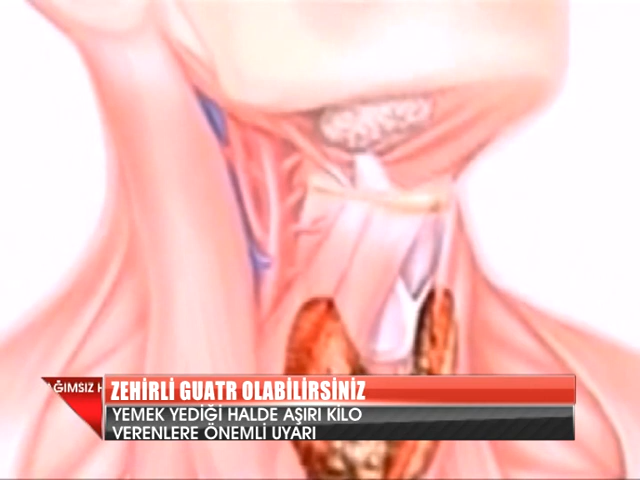 ZEHİRLİ GUATR OLABİLİRSİNİZ
YEMEK YEDİĞİ HALDE AŞIRI KİLO
VERENLERE ÖNEMLİ UYARI